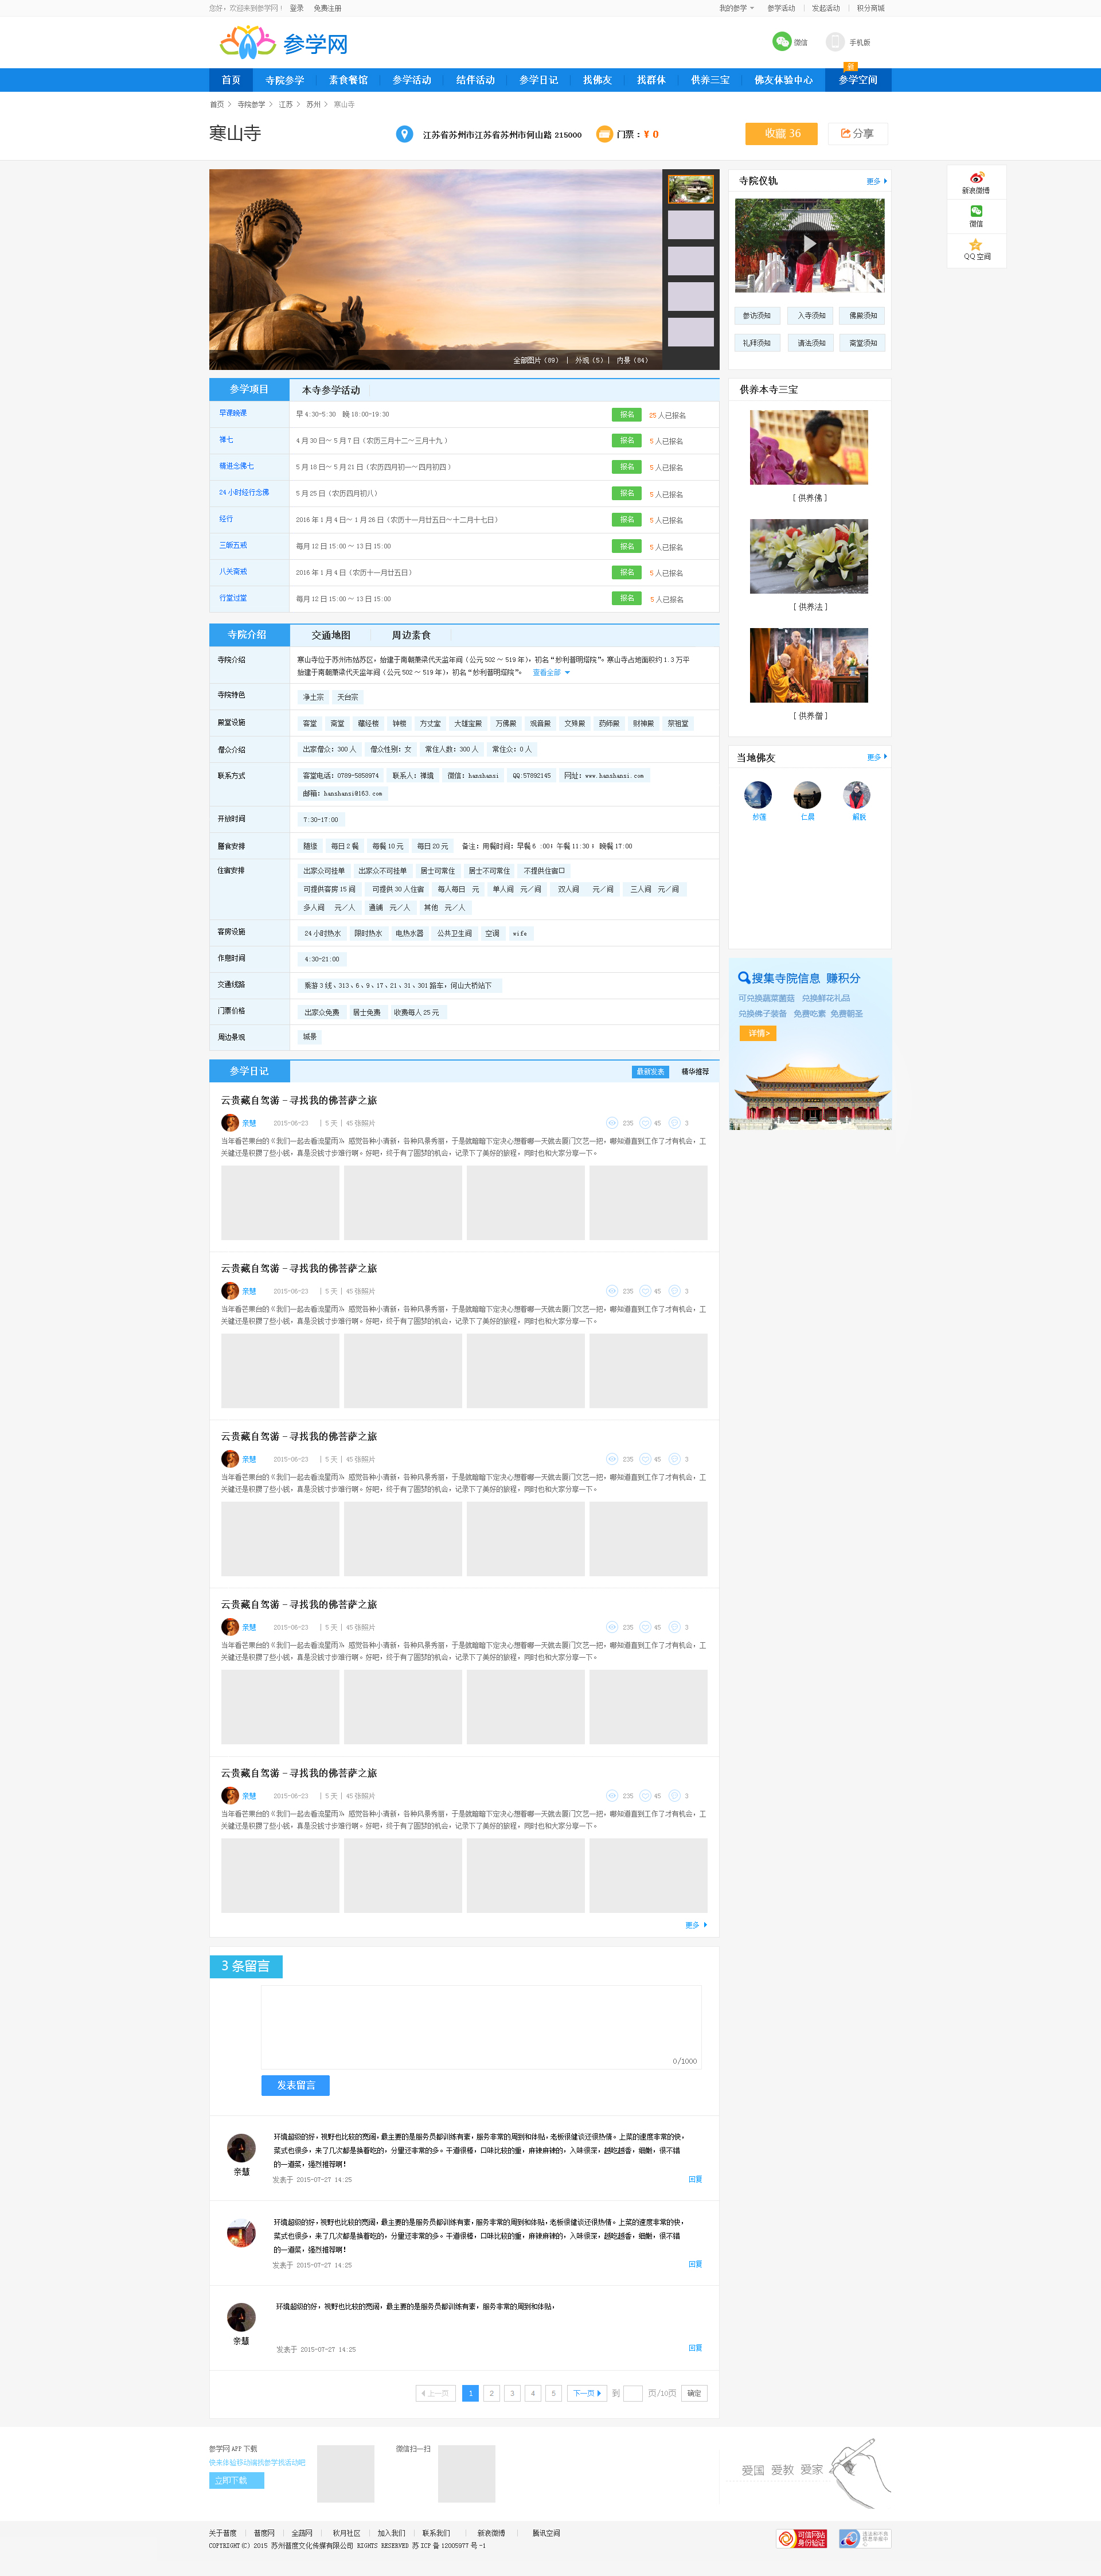 您好，欢迎来到参学网！ 登录 免费注册
我的参学 参学活动 发起活动 积分商城
参学网
微信 手机版
首页 寺院参学 素食餐馆 参学活动 结伴活动 参学日记 找佛友 找群体 供养三宝 佛友体验中心 参学空间
首页 > 寺院参学 > 江苏 > 苏州 > 寒山寺
寒山寺
江苏省苏州市江苏省苏州市何山路 215000
门票：¥ 0
收藏 36
分享
新浪微博
微信
QQ空间
全部图片（89） | 外观（5）| 内景（84）
寺院仪轨 更多
参访须知 入寺须知 佛殿须知
礼拜须知 请法须知 斋堂须知
参学项目 本寺参学活动
早课晚课 早 4:30-5:30 晚 18:00-19:30 报名 25 人已报名
禅七 4 月 30 日～ 5 月 7 日（农历三月十二～三月十九 ） 报名 5 人已报名
精进念佛七 5 月 18 日～ 5 月 21 日（农历四月初一～四月初四 ） 报名 5 人已报名
24 小时经行念佛 5 月 25 日（农历四月初八） 报名 5 人已报名
经行 2016 年 1 月 4 日～ 1 月 26 日（农历十一月廿五日～十二月十七日） 报名 5 人已报名
三皈五戒 每月 12 日 15:00 ～ 13 日 15:00 报名 5 人已报名
八关斋戒 2016 年 1 月 4 日（农历十一月廿五日） 报名 5 人已报名
行堂过堂 每月 12 日 15:00 ～ 13 日 15:00 报名 5 人已报名
供养本寺三宝
[ 供养佛 ]
[ 供养法 ]
[ 供养僧 ]
寺院介绍 交通地图 周边素食
寺院介绍 寒山寺位于苏州市姑苏区，始建于南朝萧梁代天监年间（公元 502 ～ 519 年），初名“妙利普明塔院”。寒山寺占地面积约 1.3 万平
始建于南朝萧梁代天监年间（公元 502 ～ 519 年），初名“妙利普明塔院”。 查看全部
寺院特色 净土宗 天台宗
殿堂设施 客堂 斋堂 藏经楼 钟楼 方丈室 大雄宝殿 万佛殿 观音殿 文殊殿 药师殿 财神殿 祭祖堂
僧众介绍 出家僧众：300 人 僧众性别：女 常住人数：300 人 常住众：0 人
联系方式 客堂电话：0789-5858974 联系人：禅境 微信：hanshansi QQ:57892145 网址：www.hanshansi.com
邮箱：hanshansi@163.com
开放时间 7:30-17:00
膳食安排 随缘 每日 2 餐 每餐 10 元 每日 20 元 备注：用餐时间：早餐 6 :00；午餐 11:30； 晚餐 17:00
住宿安排 出家众可挂单 出家众不可挂单 居士可常住 居士不可常住 不提供住宿口
可提供客房 15 间 可提供 30 人住宿 每人每日 元 单人间 元／间 双人间 元／间 三人间 元／间
多人间 元／人 通铺 元／人 其他 元／人
客房设施 24 小时热水 限时热水 电热水器 公共卫生间 空调 wife
作息时间 4:30-21:00
交通线路 乘游 3 线、313、6、9、17、21、31、301 路车，何山大桥站下
门票价格 出家众免费 居士免费 收费每人 25 元
周边景观 城景
当地佛友 更多
妙莲 仁晨 解脱
搜集寺院信息 赚积分
可兑换蔬菜菌菇 兑换鲜花礼品
兑换佛子装备 免费吃素 免费朝圣
详情>
参学日记 最新发表 精华推荐
云贵藏自驾游－寻找我的佛菩萨之旅
亲慧 2015-06-23 | 5 天 | 45 张照片 235 45 3
当年看芒果台的《我们一起去看流星雨》，感觉各种小清新，各种风景秀丽，于是就暗暗下定决心想着哪一天就去厦门文艺一把，哪知道直到工作了才有机会，工
关键还是积攒了些小钱，真是没钱寸步难行啊。好吧，终于有了圆梦的机会，记录下了美好的旅程，同时也和大家分享一下。
云贵藏自驾游－寻找我的佛菩萨之旅
亲慧 2015-06-23 | 5 天 | 45 张照片 235 45 3
当年看芒果台的《我们一起去看流星雨》，感觉各种小清新，各种风景秀丽，于是就暗暗下定决心想着哪一天就去厦门文艺一把，哪知道直到工作了才有机会，工
关键还是积攒了些小钱，真是没钱寸步难行啊。好吧，终于有了圆梦的机会，记录下了美好的旅程，同时也和大家分享一下。
云贵藏自驾游－寻找我的佛菩萨之旅
亲慧 2015-06-23 | 5 天 | 45 张照片 235 45 3
当年看芒果台的《我们一起去看流星雨》，感觉各种小清新，各种风景秀丽，于是就暗暗下定决心想着哪一天就去厦门文艺一把，哪知道直到工作了才有机会，工
关键还是积攒了些小钱，真是没钱寸步难行啊。好吧，终于有了圆梦的机会，记录下了美好的旅程，同时也和大家分享一下。
云贵藏自驾游－寻找我的佛菩萨之旅
亲慧 2015-06-23 | 5 天 | 45 张照片 235 45 3
当年看芒果台的《我们一起去看流星雨》，感觉各种小清新，各种风景秀丽，于是就暗暗下定决心想着哪一天就去厦门文艺一把，哪知道直到工作了才有机会，工
关键还是积攒了些小钱，真是没钱寸步难行啊。好吧，终于有了圆梦的机会，记录下了美好的旅程，同时也和大家分享一下。
云贵藏自驾游－寻找我的佛菩萨之旅
亲慧 2015-06-23 | 5 天 | 45 张照片 235 45 3
当年看芒果台的《我们一起去看流星雨》，感觉各种小清新，各种风景秀丽，于是就暗暗下定决心想着哪一天就去厦门文艺一把，哪知道直到工作了才有机会，工
关键还是积攒了些小钱，真是没钱寸步难行啊。好吧，终于有了圆梦的机会，记录下了美好的旅程，同时也和大家分享一下。
更多
3 条留言
0/1000
发表留言
环境超级的好，视野也比较的宽阔，最主要的是服务员都训练有素，服务非常的周到和体贴，老板很健谈还很热情。上菜的速度非常的快，
菜式也很多，来了几次都是换着吃的，分量还非常的多。干道很棒，口味比较的重，麻辣麻辣的，入味很深，越吃越香，细嫩，很不错
的一道菜，强烈推荐啊！
亲慧
发表于 2015-07-27 14:25 回复
环境超级的好，视野也比较的宽阔，最主要的是服务员都训练有素，服务非常的周到和体贴，老板很健谈还很热情。上菜的速度非常的快，
菜式也很多，来了几次都是换着吃的，分量还非常的多。干道很棒，口味比较的重，麻辣麻辣的，入味很深，越吃越香，细嫩，很不错
的一道菜，强烈推荐啊！
发表于 2015-07-27 14:25 回复
环境超级的好，视野也比较的宽阔，最主要的是服务员都训练有素，服务非常的周到和体贴，
亲慧
发表于 2015-07-27 14:25 回复
上一页 1 2 3 4 5 下一页 到 页/10页 确定
参学网 APP 下载
快来体验移动端找参学找活动吧
立即下载
微信扫一扫
爱国 爱教 爱家
关于普度 | 普度网 | 全蔬网 | 秋月社区 | 加入我们 | 联系我们 | 新浪微博 | 腾讯空间
COPYRIGHT (C) 2015 苏州普度文化传媒有限公司 RIGHTS RESERVED 苏 ICP 备 12005977 号 -1
可信网站
身份验证